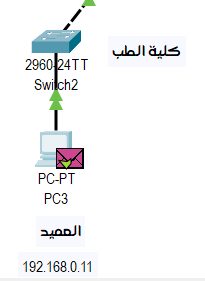 كلية الطب
2960-24TT
Switch2
PC-PT
PC3
العميد
192.168.0.11